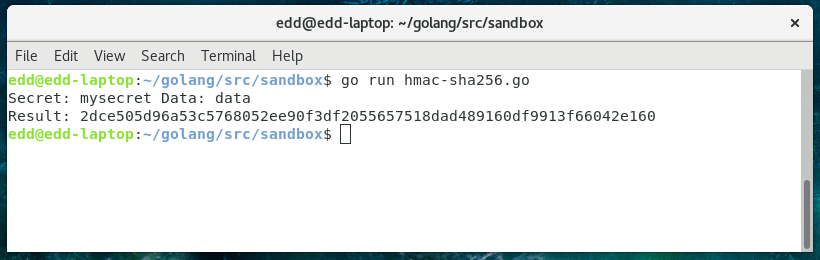 edd@edd-laptop: ~/golang/src/sandbox
File Edit View Search Terminal Help
edd@edd-laptop:~/golang/src/sandbox$ go run hmac-sha256.go
Secret: mysecret Data: data
Result: 2dce505d96a53c5768052ee90f3df2055657518dad489160df9913f66042e160
edd@edd-laptop:~/golang/src/sandbox$